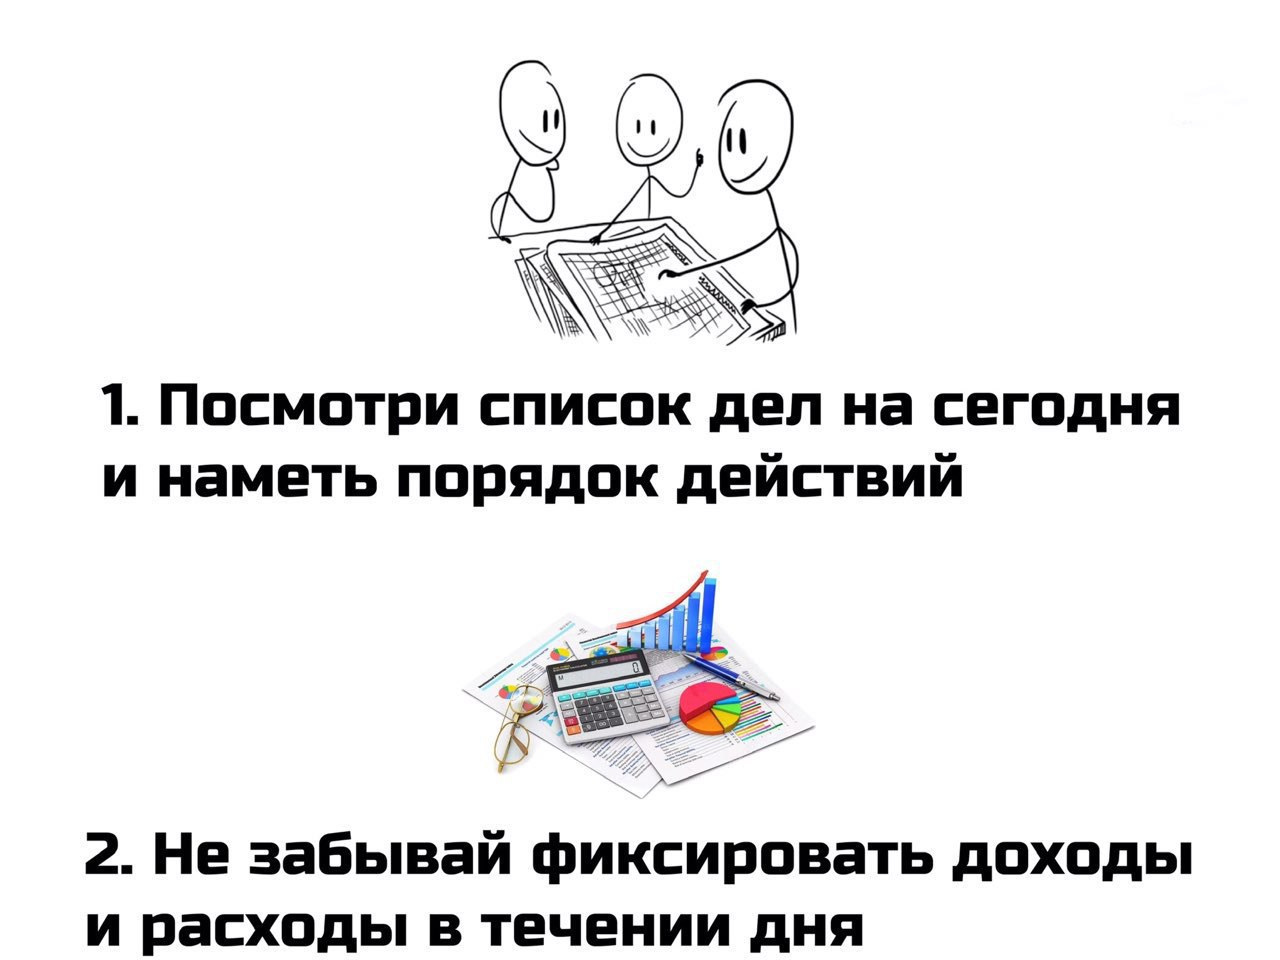 1. Посмотри список дел на сегодня
и наметь порядок действий
2. Не забывай фиксировать доходы
и расходы в течении дня